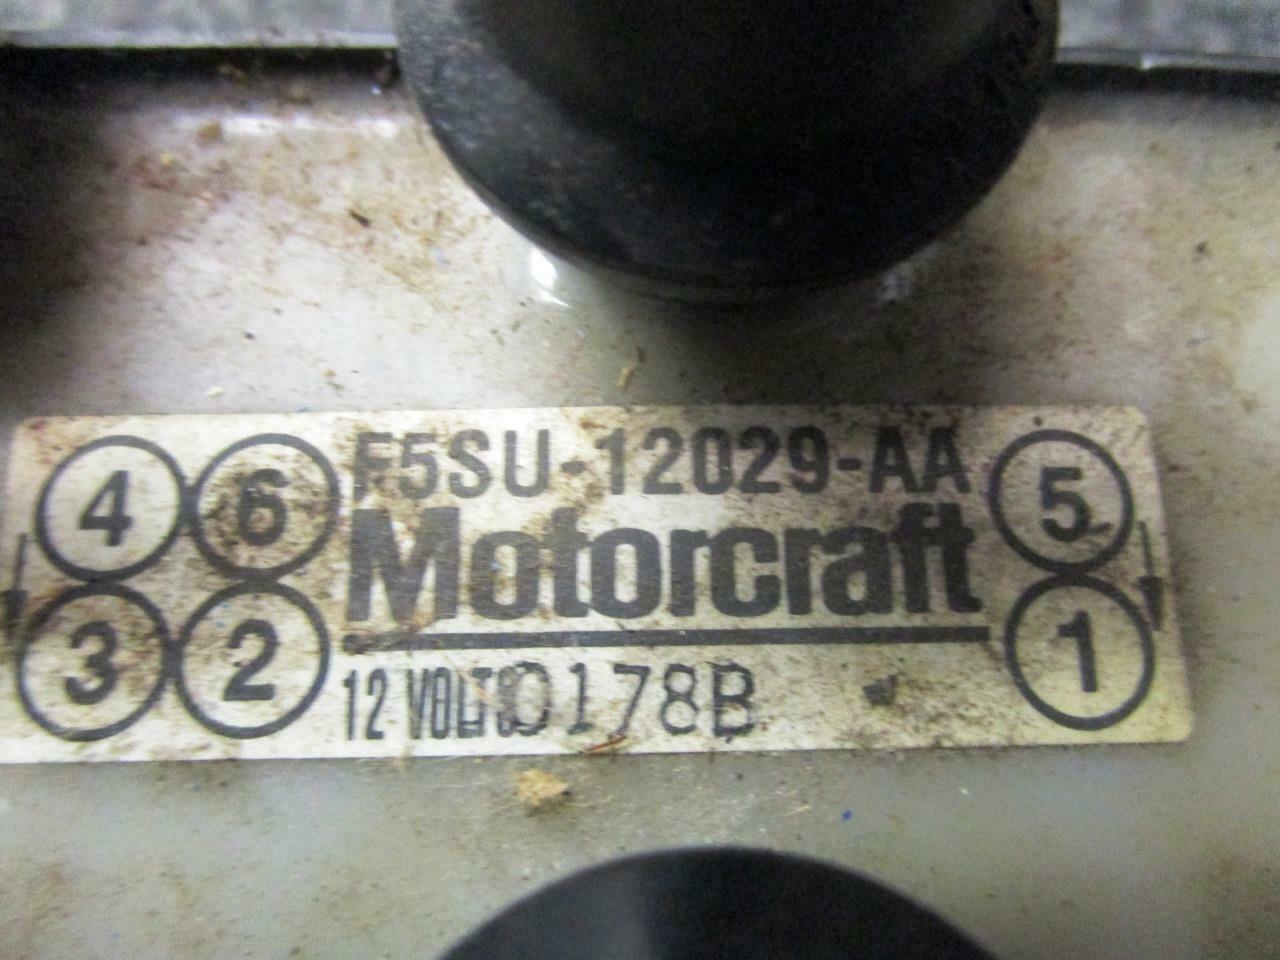 4 6 F5SU-12029-AA 5
Motorcraft
3 2 12 VOLTS 0178B 1